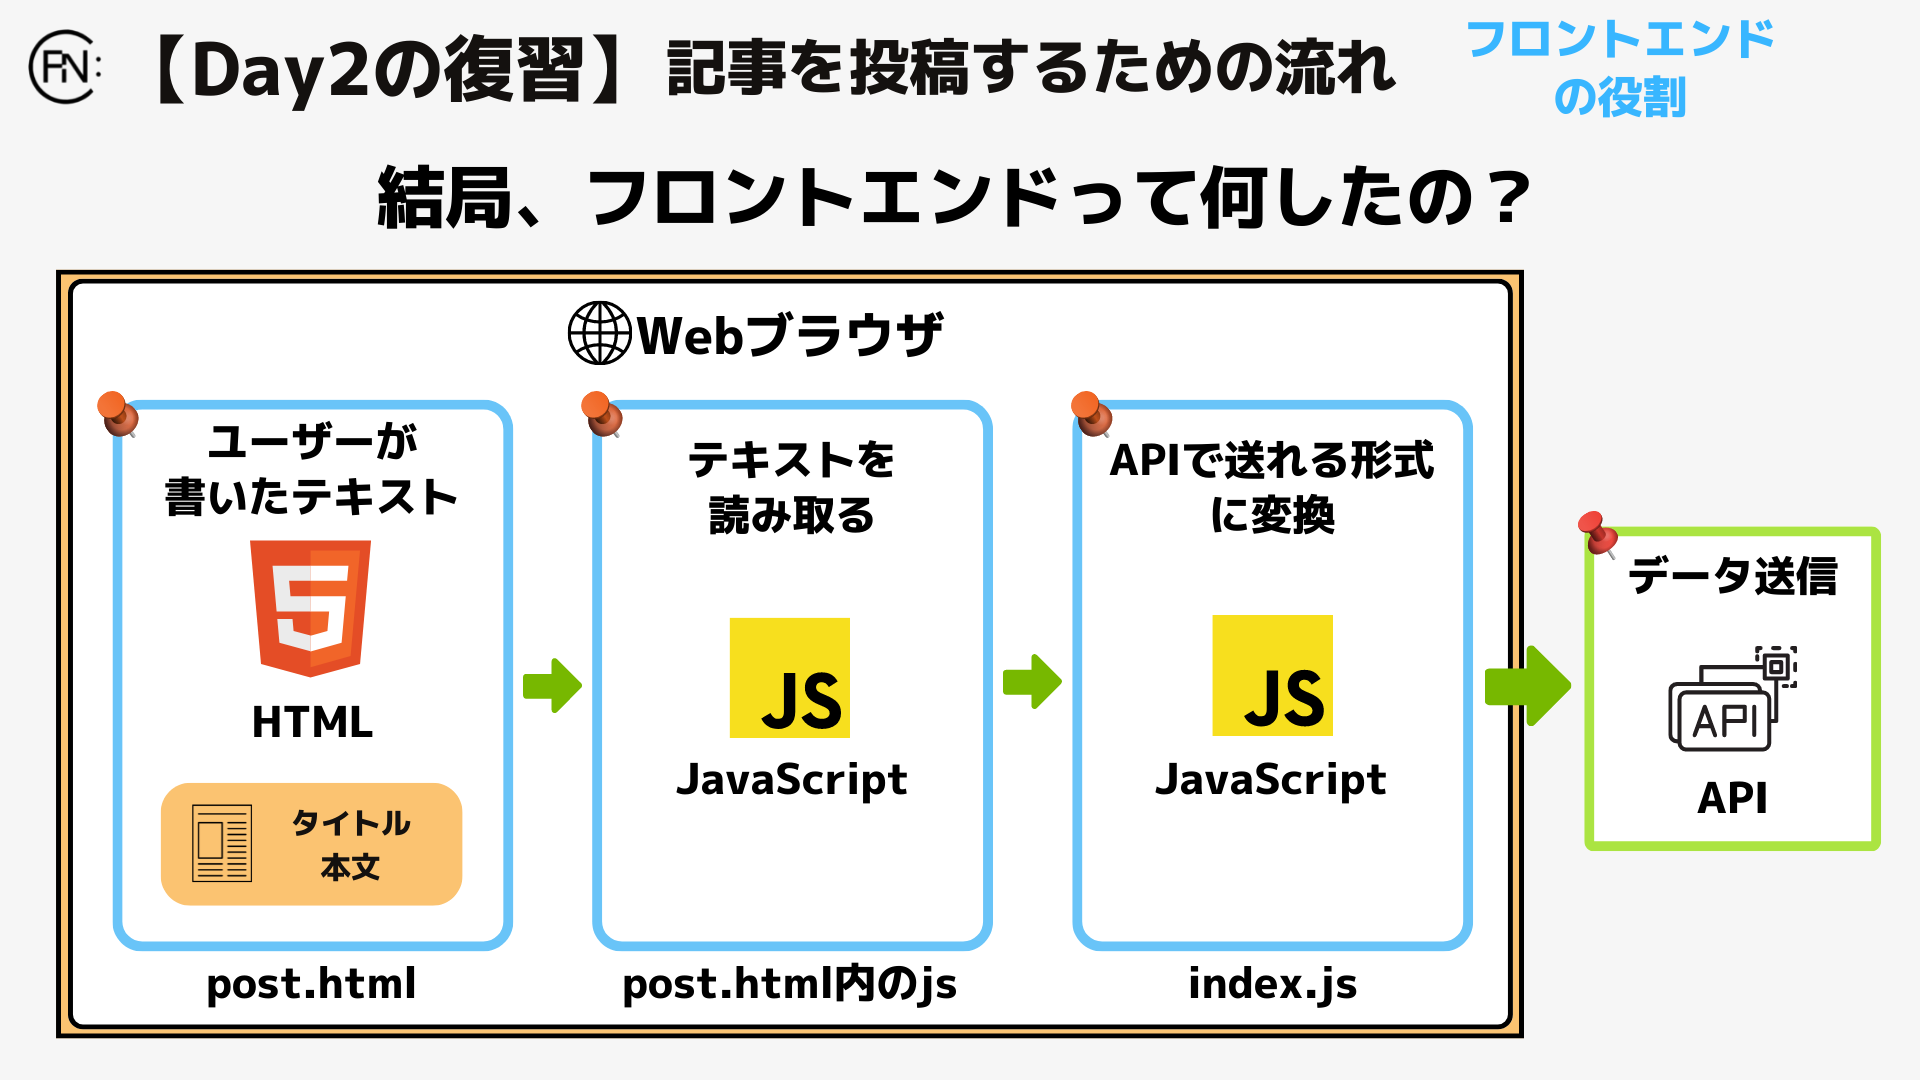 FiN:
【Day2の復習】記事を投稿するための流れ
フロントエンド
の役割
結局、フロントエンドって何したの？
Webブラウザ
ユーザーが
書いたテキスト
HTML
タイトル
本文
post.html
テキストを
読み取る
JS
JavaScript
post.html内のjs
APIで送れる形式
に変換
JS
JavaScript
index.js
データ送信
API
API